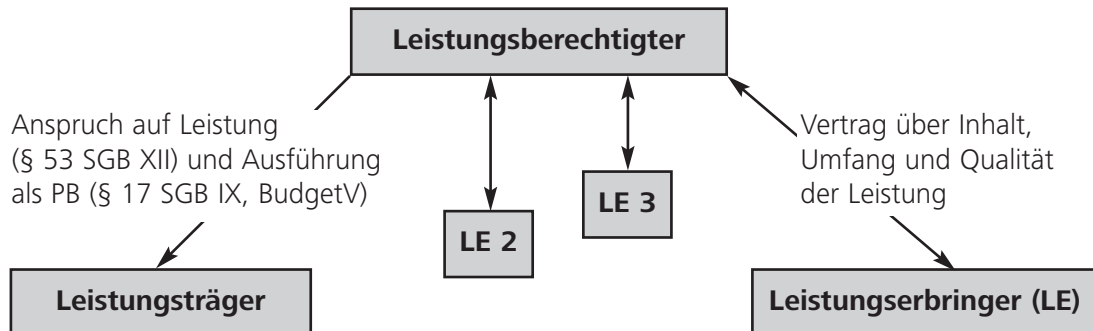 Leistungsberechtigter
Anspruch auf Leistung
(§ 53 SGB XII) und Ausführung
als PB (§ 17 SGB IX, BudgetV)
Vertrag über Inhalt,
Umfang und Qualität
der Leistung
LE 3
LE 2
Leistungsträger
Leistungserbringer (LE)